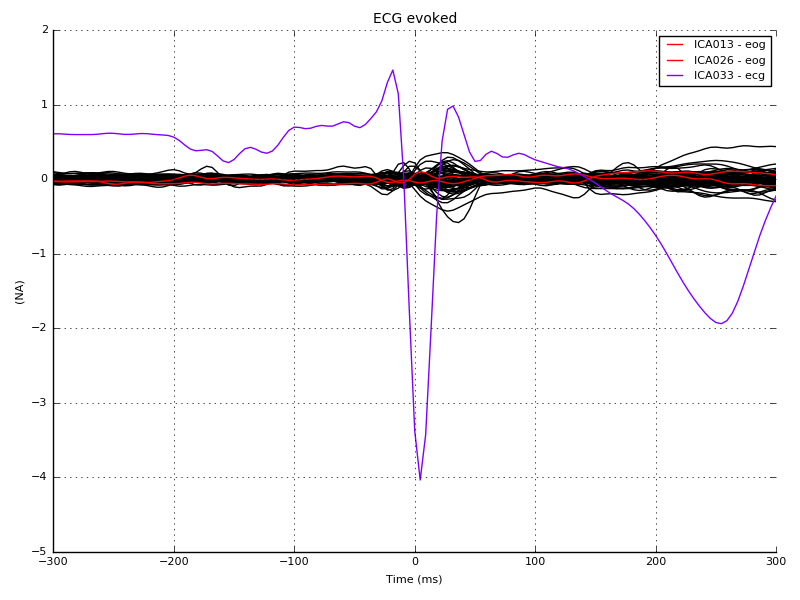 ECG evoked
ICA013 - eog
ICA026 - eog
ICA033 - ecg
2
1
0
−1
−2
−3
−4
−5
(NA)
−300 −200 −100 0 100 200 300
Time (ms)